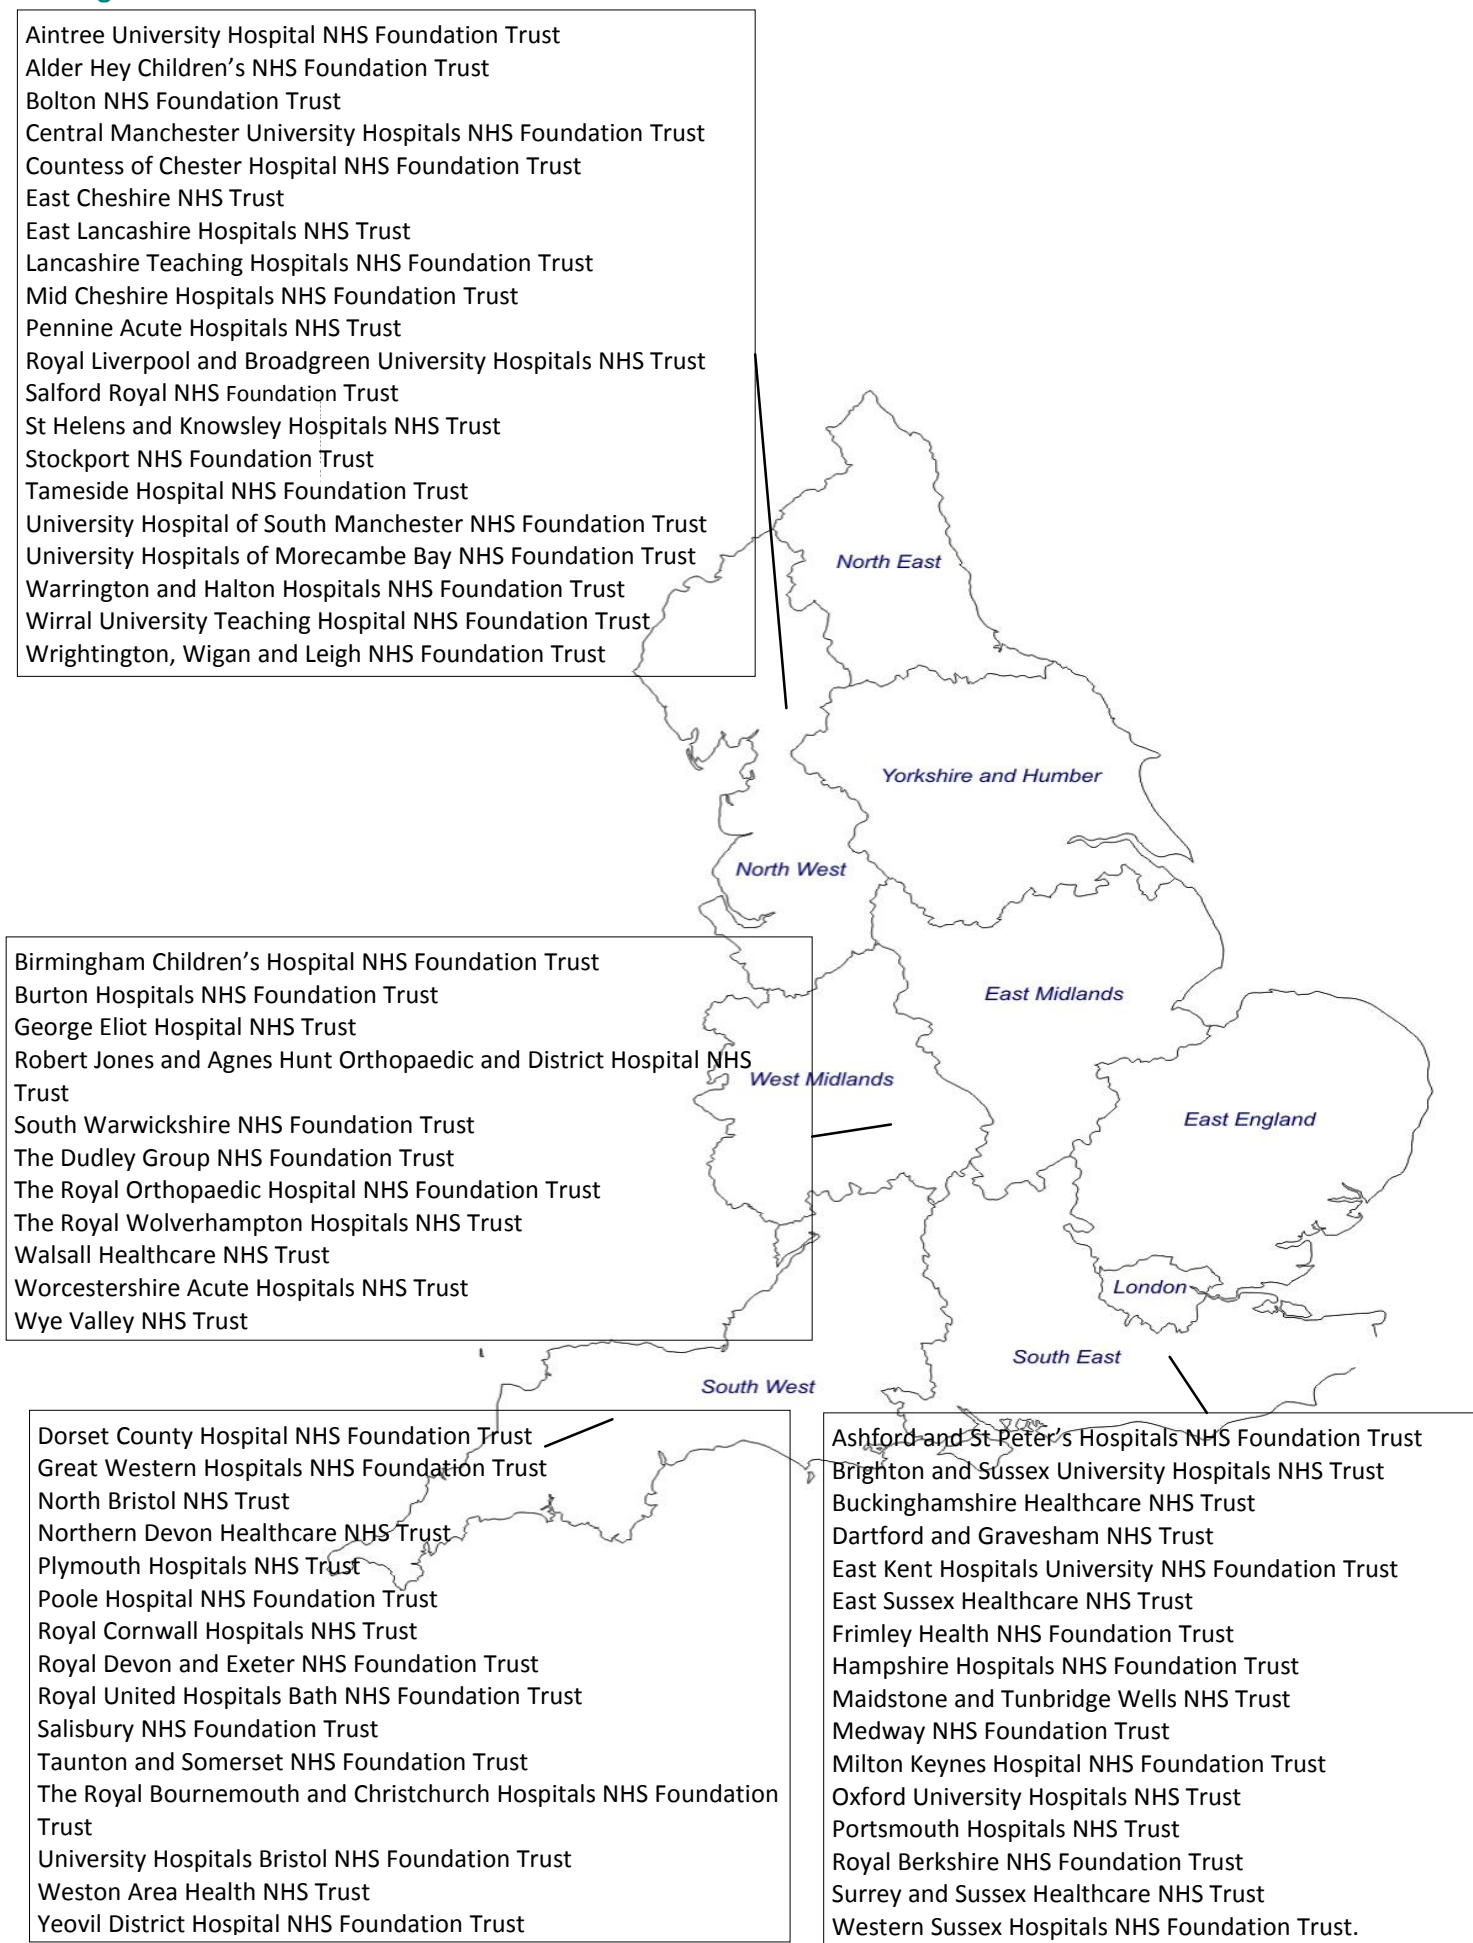 Aintree University Hospital NHS Foundation Trust
Alder Hey Children’s NHS Foundation Trust
Bolton NHS Foundation Trust
Central Manchester University Hospitals NHS Foundation Trust
Countess of Chester Hospital NHS Foundation Trust
East Cheshire NHS Trust
East Lancashire Hospitals NHS Trust
Lancashire Teaching Hospitals NHS Foundation Trust
Mid Cheshire Hospitals NHS Foundation Trust
Pennine Acute Hospitals NHS Trust
Royal Liverpool and Broadgreen University Hospitals NHS Trust
Salford Royal NHS Foundation Trust
St Helens and Knowsley Hospitals NHS Trust
Stockport NHS Foundation Trust
Tameside Hospital NHS Foundation Trust
University Hospital of South Manchester NHS Foundation Trust
University Hospitals of Morecambe Bay NHS Foundation Trust
Warrington and Halton Hospitals NHS Foundation Trust
Wirral University Teaching Hospital NHS Foundation Trust
Wrightington, Wigan and Leigh NHS Foundation Trust
North East
Yorkshire and Humber
North West
East Midlands
West Midlands
East England
London
South East
South West
Birmingham Children’s Hospital NHS Foundation Trust
Burton Hospitals NHS Foundation Trust
George Eliot Hospital NHS Trust
Robert Jones and Agnes Hunt Orthopaedic and District Hospital NHS
Trust
South Warwickshire NHS Foundation Trust
The Dudley Group NHS Foundation Trust
The Royal Orthopaedic Hospital NHS Foundation Trust
The Royal Wolverhampton Hospitals NHS Trust
Walsall Healthcare NHS Trust
Worcestershire Acute Hospitals NHS Trust
Wye Valley NHS Trust
Dorset County Hospital NHS Foundation Trust
Great Western Hospitals NHS Foundation Trust
North Bristol NHS Trust
Northern Devon Healthcare NHS Trust
Plymouth Hospitals NHS Trust
Poole Hospital NHS Foundation Trust
Royal Cornwall Hospitals NHS Trust
Royal Devon and Exeter NHS Foundation Trust
Royal United Hospitals Bath NHS Foundation Trust
Salisbury NHS Foundation Trust
Taunton and Somerset NHS Foundation Trust
The Royal Bournemouth and Christchurch Hospitals NHS Foundation
Trust
University Hospitals Bristol NHS Foundation Trust
Weston Area Health NHS Trust
Yeovil District Hospital NHS Foundation Trust
Ashford and St Peter’s Hospitals NHS Foundation Trust
Brighton and Sussex University Hospitals NHS Trust
Buckinghamshire Healthcare NHS Trust
Dartford and Gravesham NHS Trust
East Kent Hospitals University NHS Foundation Trust
East Sussex Healthcare NHS Trust
Frimley Health NHS Foundation Trust
Hampshire Hospitals NHS Foundation Trust
Maidstone and Tunbridge Wells NHS Trust
Medway NHS Foundation Trust
Milton Keynes Hospital NHS Foundation Trust
Oxford University Hospitals NHS Trust
Portsmouth Hospitals NHS Trust
Royal Berkshire NHS Foundation Trust
Surrey and Sussex Healthcare NHS Trust
Western Sussex Hospitals NHS Foundation Trust.